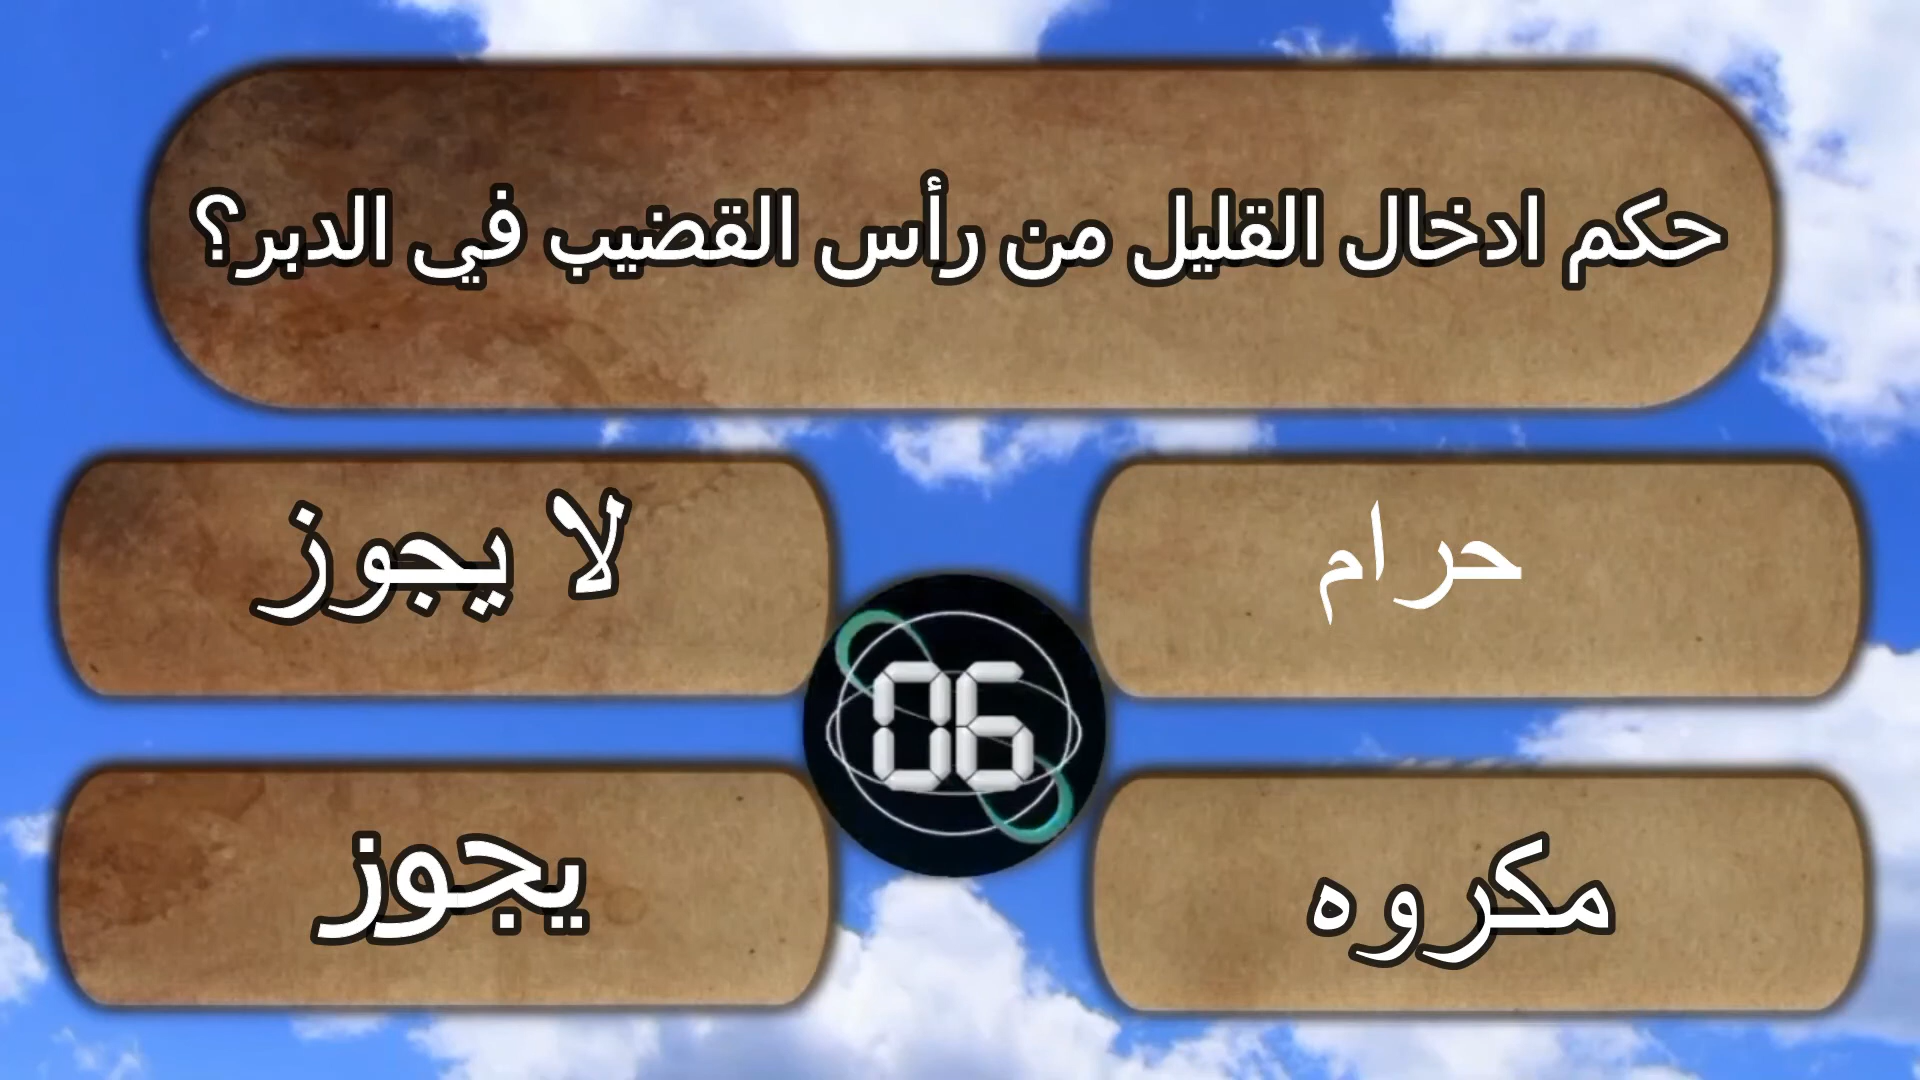 حكم ادخال القليل من رأس القضيب في الدبر؟
حرام
لا يجوز
06
مكروه
يجوز